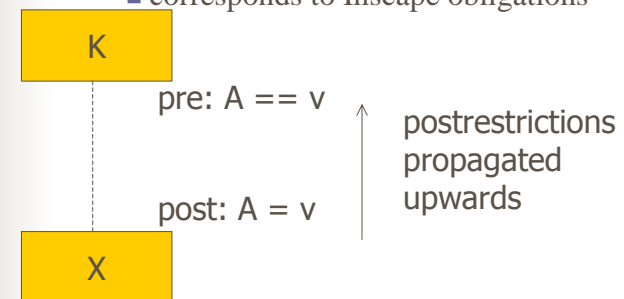 corresponds to Inscape obligations
K
pre: A == v
postrestrictions
propagated
upwards
post: A = v
X